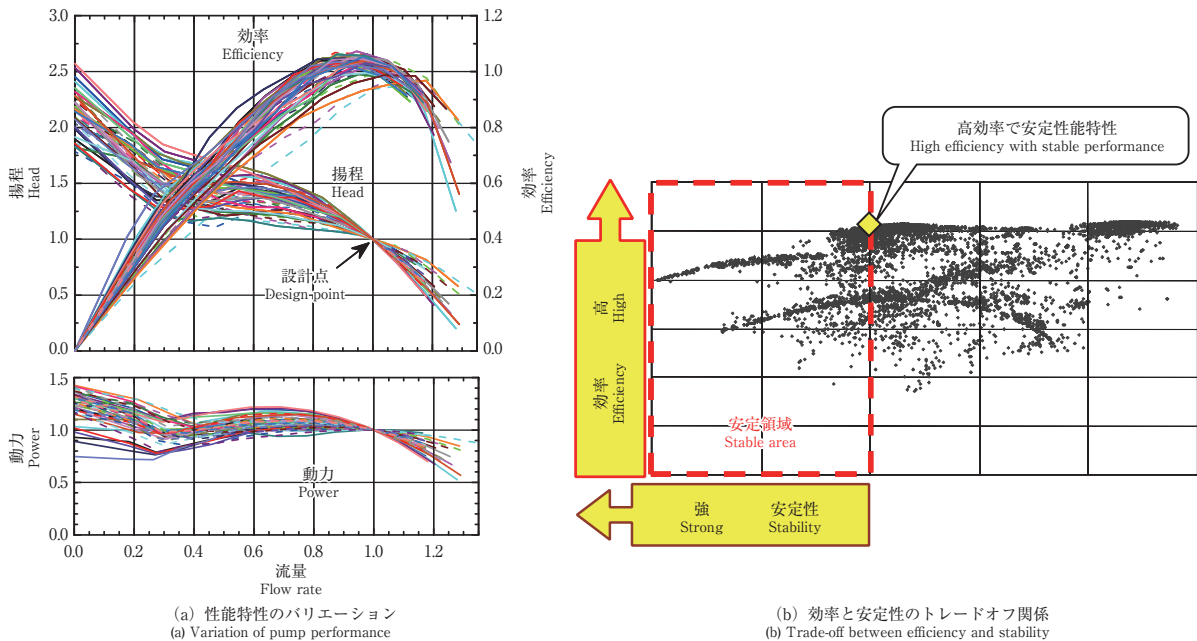 3.0
2.5
2.0
1.5
1.0
0.5
0.0
揚程
Head
効率
Efficiency
揚程
Head
設計点
Design-point
1.2
1.0
0.8
0.6
0.4
0.2
0.0
効率
Efficiency
1.5
1.0
0.5
0.0
動力
Power
動力
Power
0.0
0.2
0.4
0.6
0.8
1.0
1.2
流量
Flow rate
(a) 性能特性のバリエーション
(a) Variation of pump performance
高効率で安定性能特性
High efficiency with stable performance
高
High
効率
Efficiency
安定領域
Stable area
強
Strong
安定性
Stability
(b) 効率と安定性のトレードオフ関係
(b) Trade-off between efficiency and stability